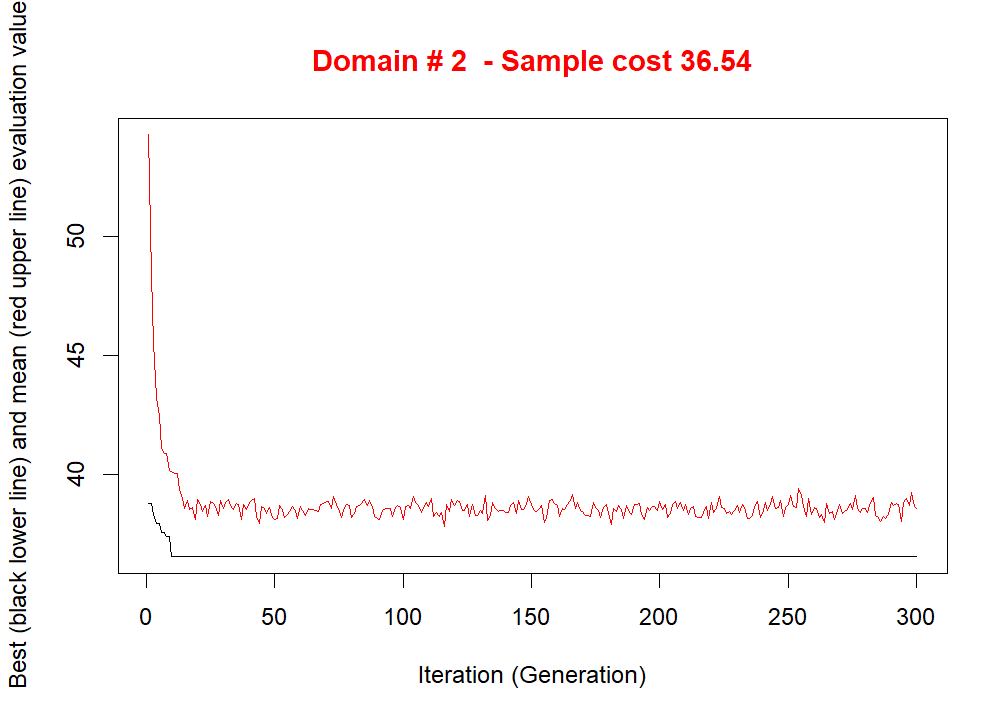 Domain # 2  - Sample cost 36.54
Best (black lower line) and mean (red upper line) evaluation value
50
45
40
0 50 100 150 200 250 300
Iteration (Generation)